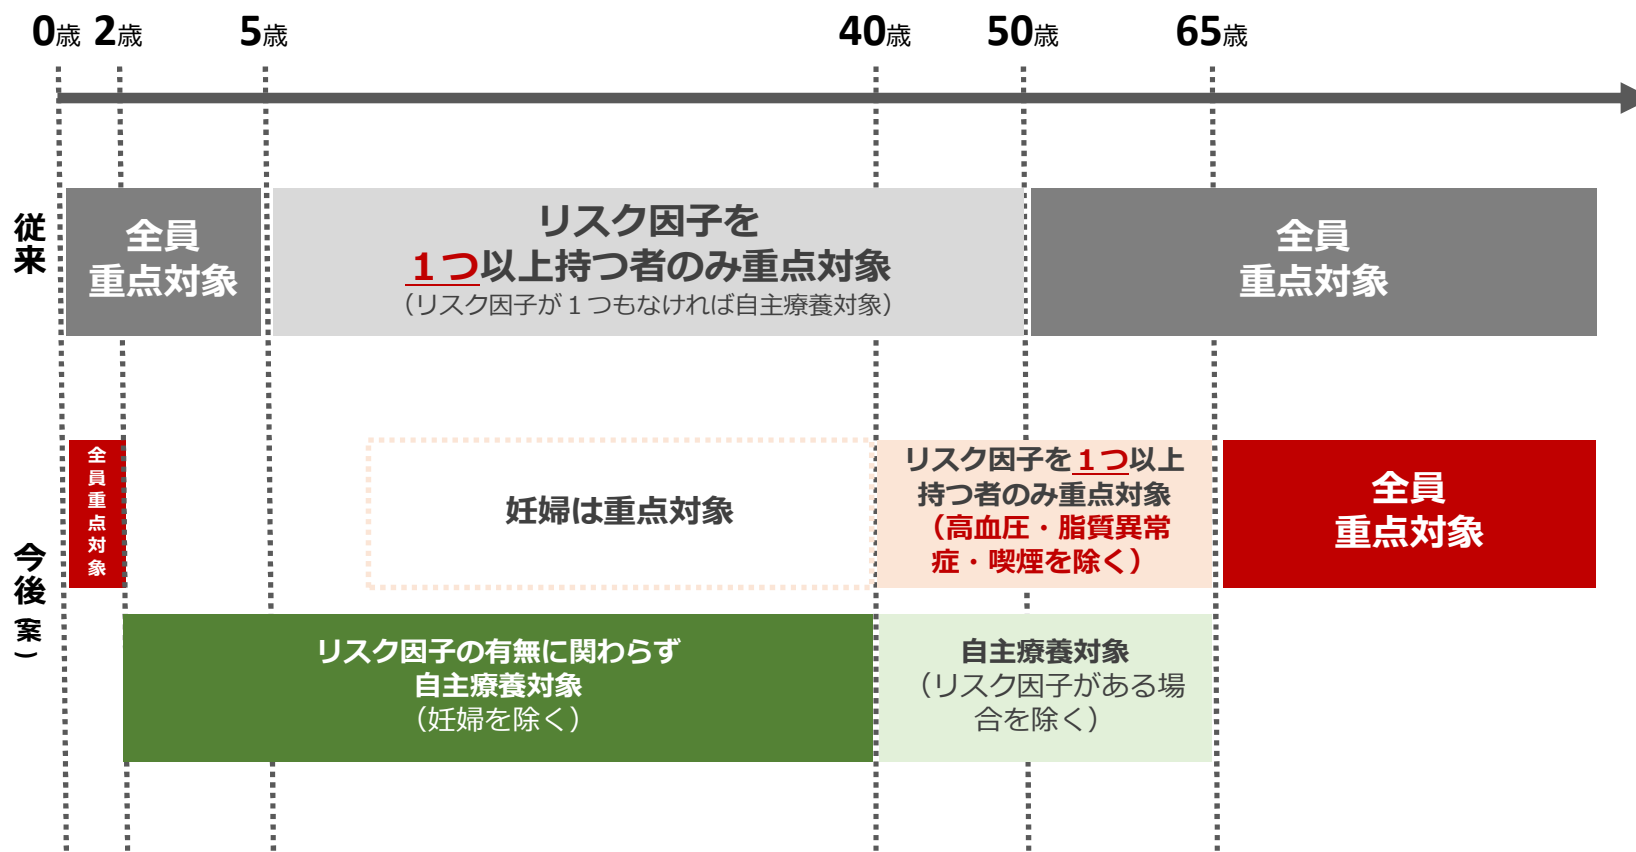 0歳 2歳 5歳 40歳 50歳 65歳
従来
全員
重点対象
リスク因子を
１つ以上持つ者のみ重点対象
（リスク因子が１つもなければ自主療養対象）
全員
重点対象
今後（案）
全員重点対象
妊婦は重点対象
リスク因子を１つ以上
持つ者のみ重点対象
（高血圧・脂質異常
症・喫煙を除く）
全員
重点対象
リスク因子の有無に関わらず
自主療養対象
（妊婦を除く）
自主療養対象
（リスク因子がある場
合を除く）